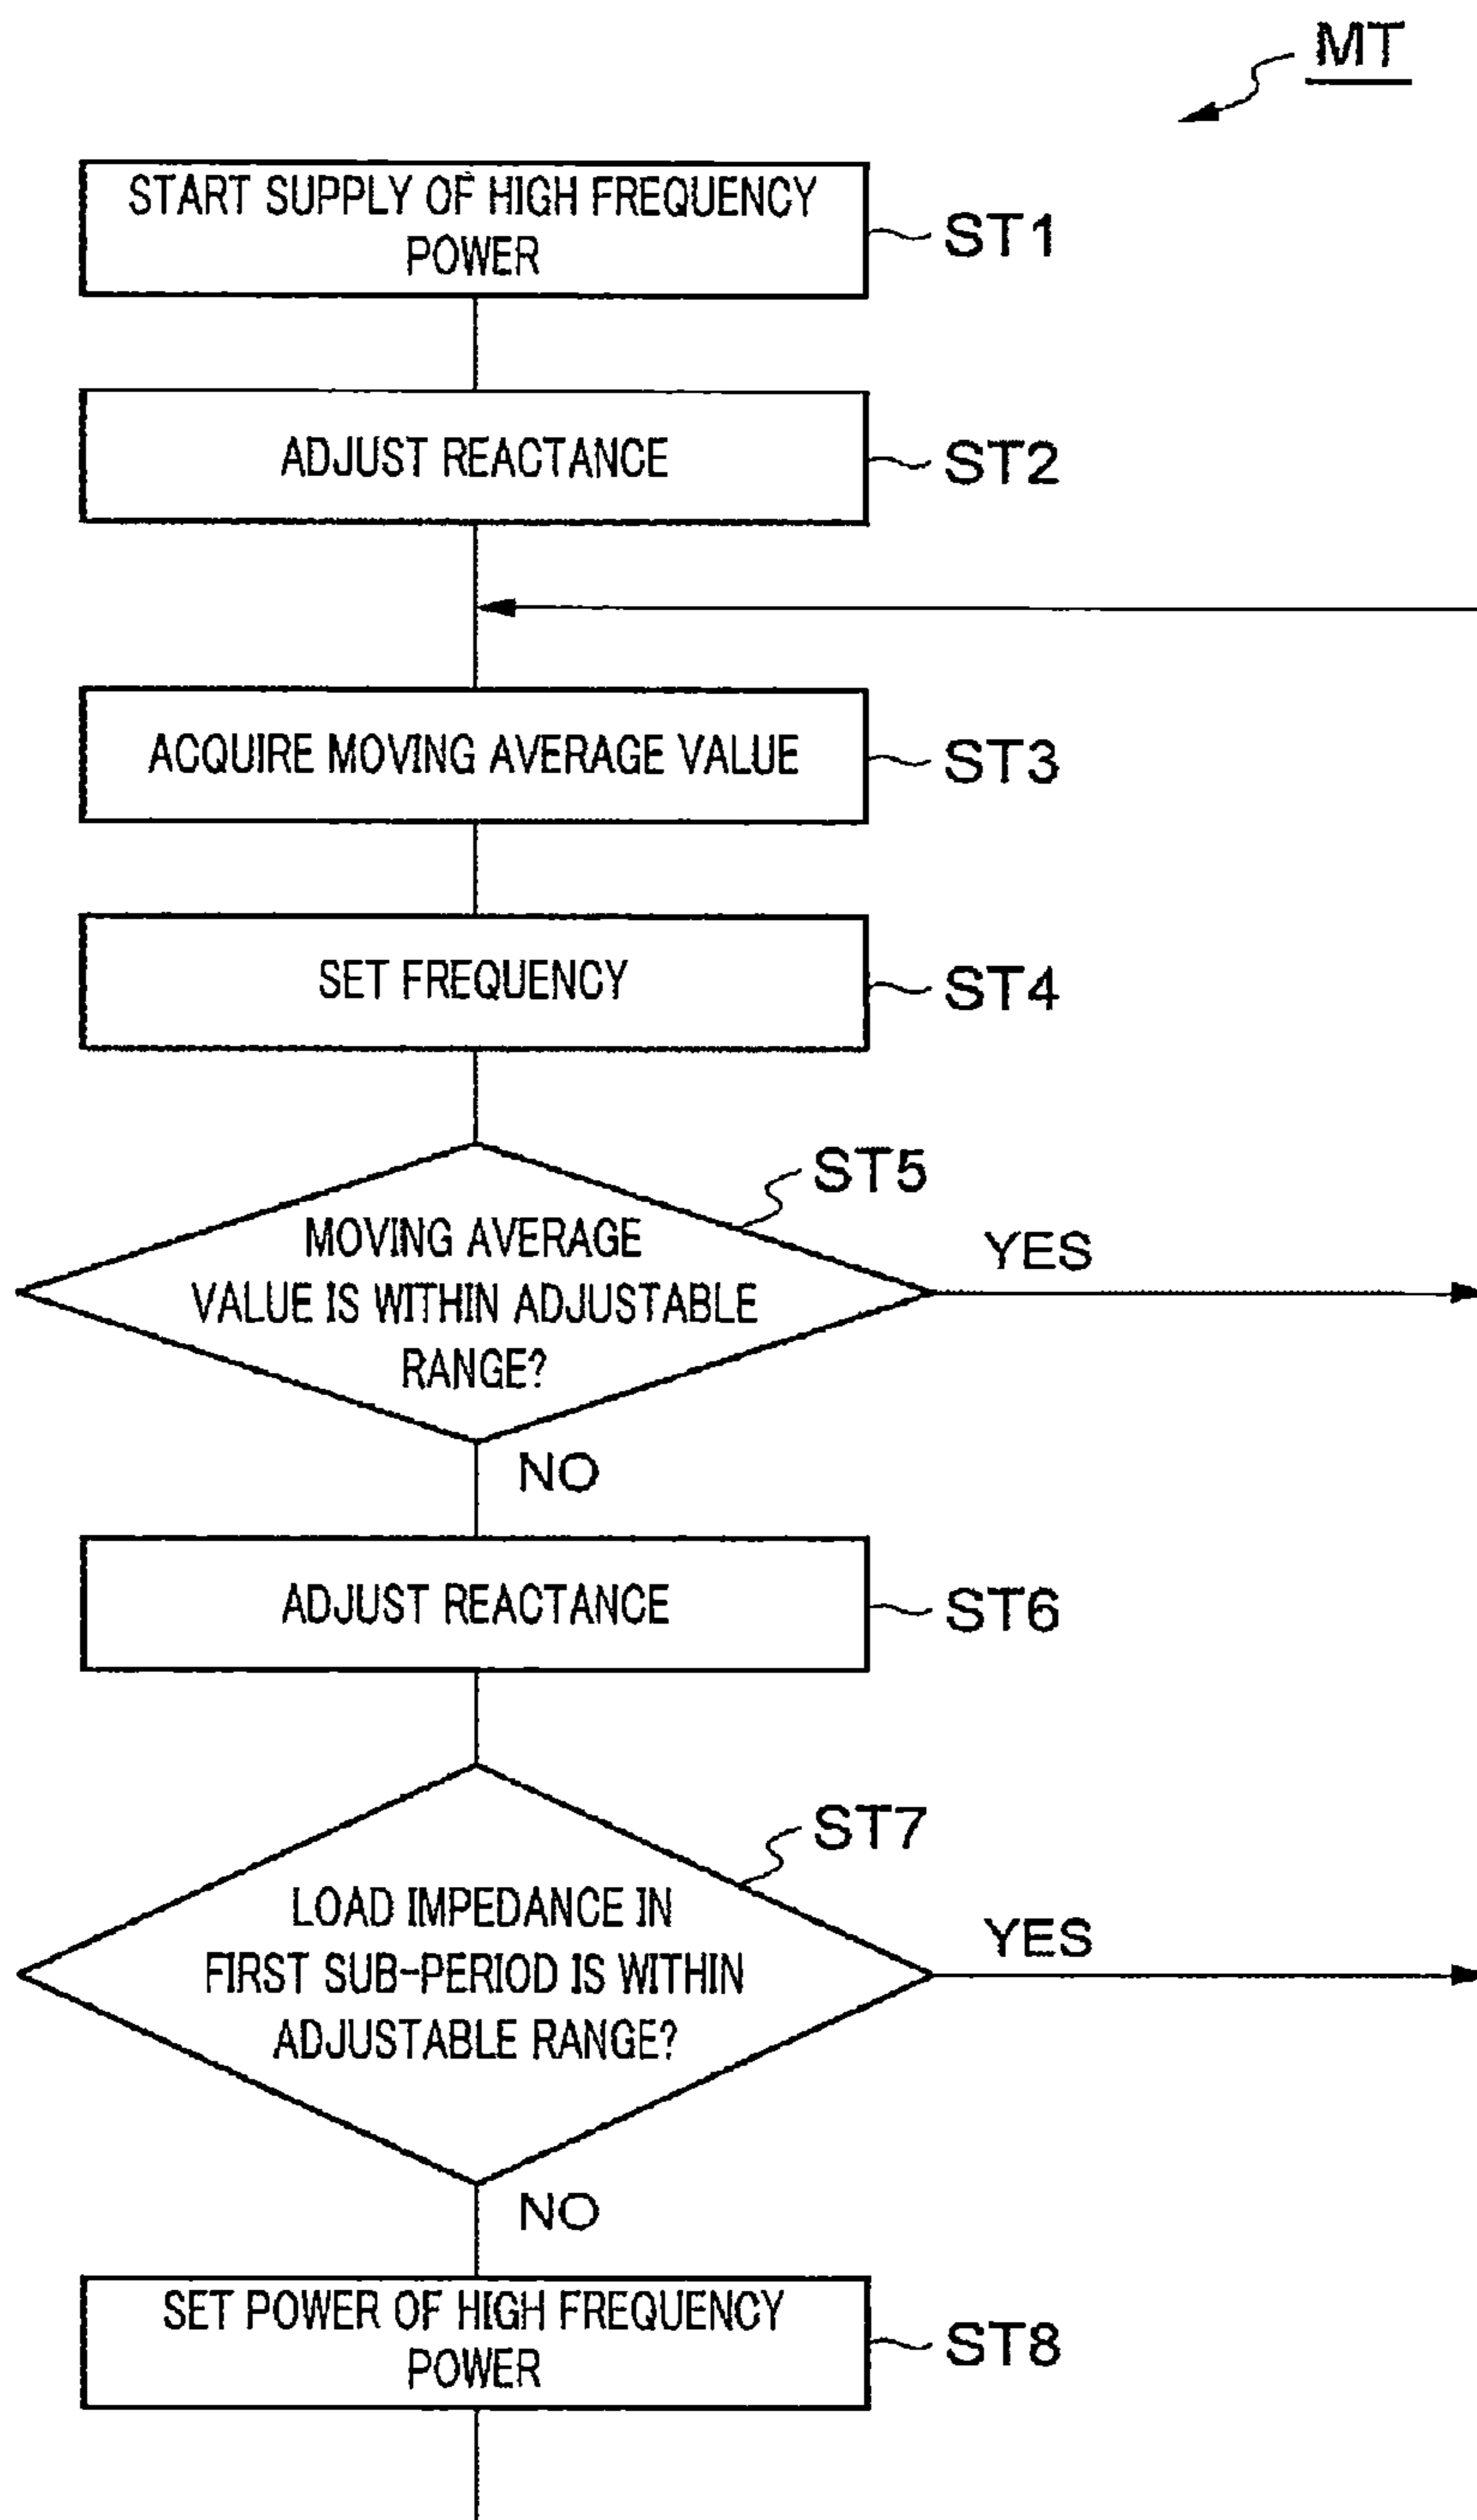 MT
START SUPPLY OF HIGH FREQUENCY
POWER
ST1
ADJUST REACTANCE
ST2
ACQUIRE MOVING AVERAGE VALUE
ST3
SET FREQUENCY
ST4
ST5
MOVING AVERAGE
VALUE IS WITHIN ADJUSTABLE
RANGE?
YES
NO
ADJUST REACTANCE
ST6
ST7
LOAD IMPEDANCE IN
FIRST SUB-PERIOD IS WITHIN
ADJUSTABLE RANGE?
YES
NO
SET POWER OF HIGH FREQUENCY
POWER
ST8